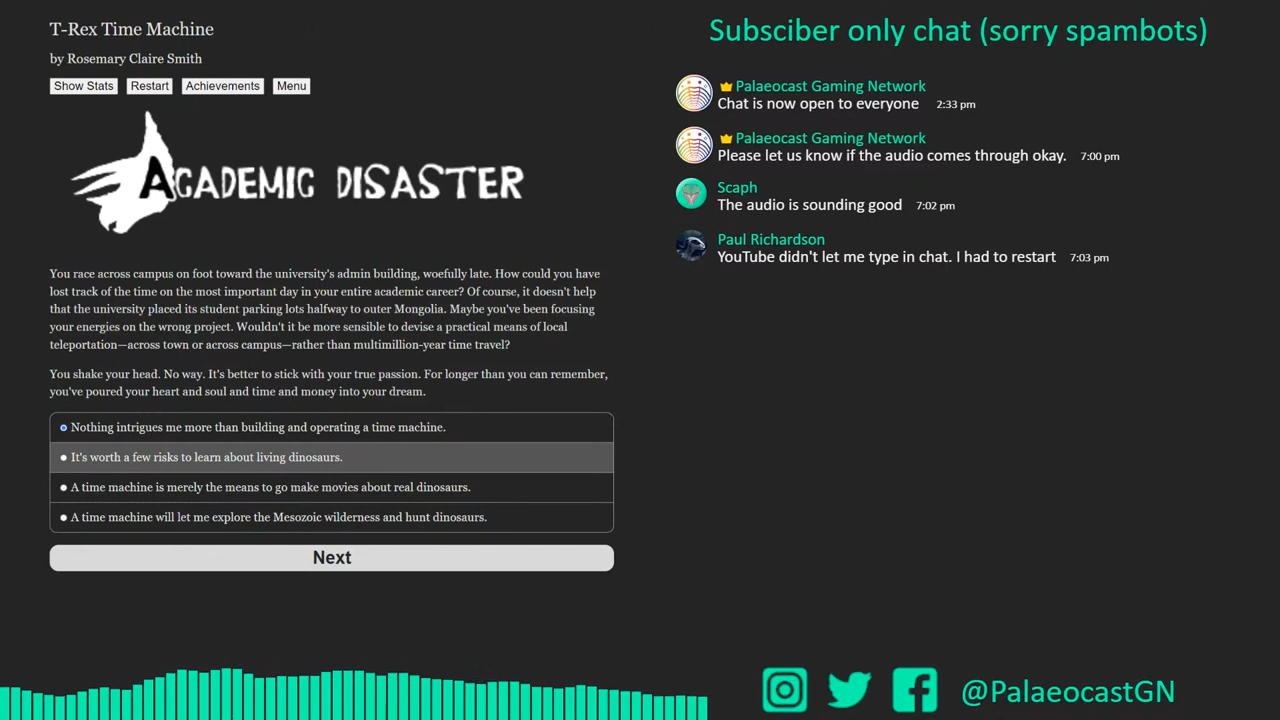 T-Rex Time Machine
by Rosemary Claire Smith
Show Stats Restart Achievements Menu
ACADEMIC DISASTER
You race across campus on foot toward the university's admin building, woefully late. How could you have
lost track of the time on the most important day in your entire academic career? Of course, it doesn't help
that the university placed its student parking lots halfway to outer Mongolia. Maybe you've been focusing
your energies on the wrong project. Wouldn't it be more sensible to devise a practical means of local
teleportation—across town or across campus—rather than multimillion-year time travel?
You shake your head. No way. It's better to stick with your true passion. For longer than you can remember,
you've poured your heart and soul and time and money into your dream.
Nothing intrigues me more than building and operating a time machine.
It's worth a few risks to learn about living dinosaurs.
A time machine is merely the means to go make movies about real dinosaurs.
A time machine will let me explore the Mesozoic wilderness and hunt dinosaurs.
Next
Subsciber only chat (sorry spambots)
Palaeocast Gaming Network
Chat is now open to everyone 2:33 pm
Palaeocast Gaming Network
Please let us know if the audio comes through okay. 7:00 pm
Scaph
The audio is sounding good 7:02 pm
Paul Richardson
YouTube didn't let me type in chat. I had to restart 7:03 pm
@PalaeocastGN